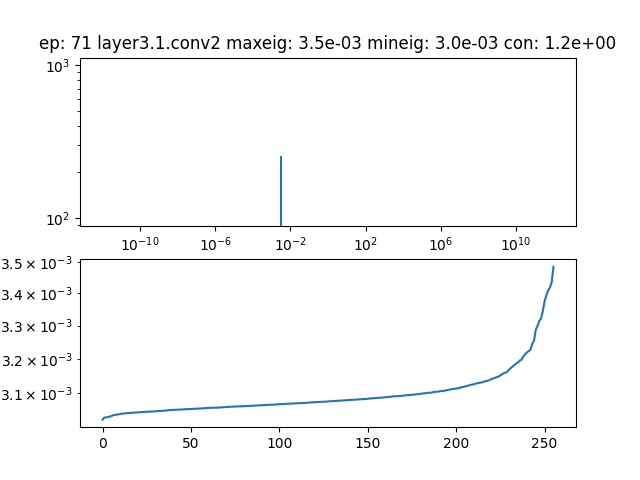 ep: 71 layer3.1.conv2 maxeig: 3.5e-03 mineig: 3.0e-03 con: 1.2e+00
10³
10²
10⁻¹⁰ 10⁻⁶ 10⁻² 10² 10⁶ 10¹⁰
3.5 × 10⁻³
3.4 × 10⁻³
3.3 × 10⁻³
3.2 × 10⁻³
3.1 × 10⁻³
0 50 100 150 200 250